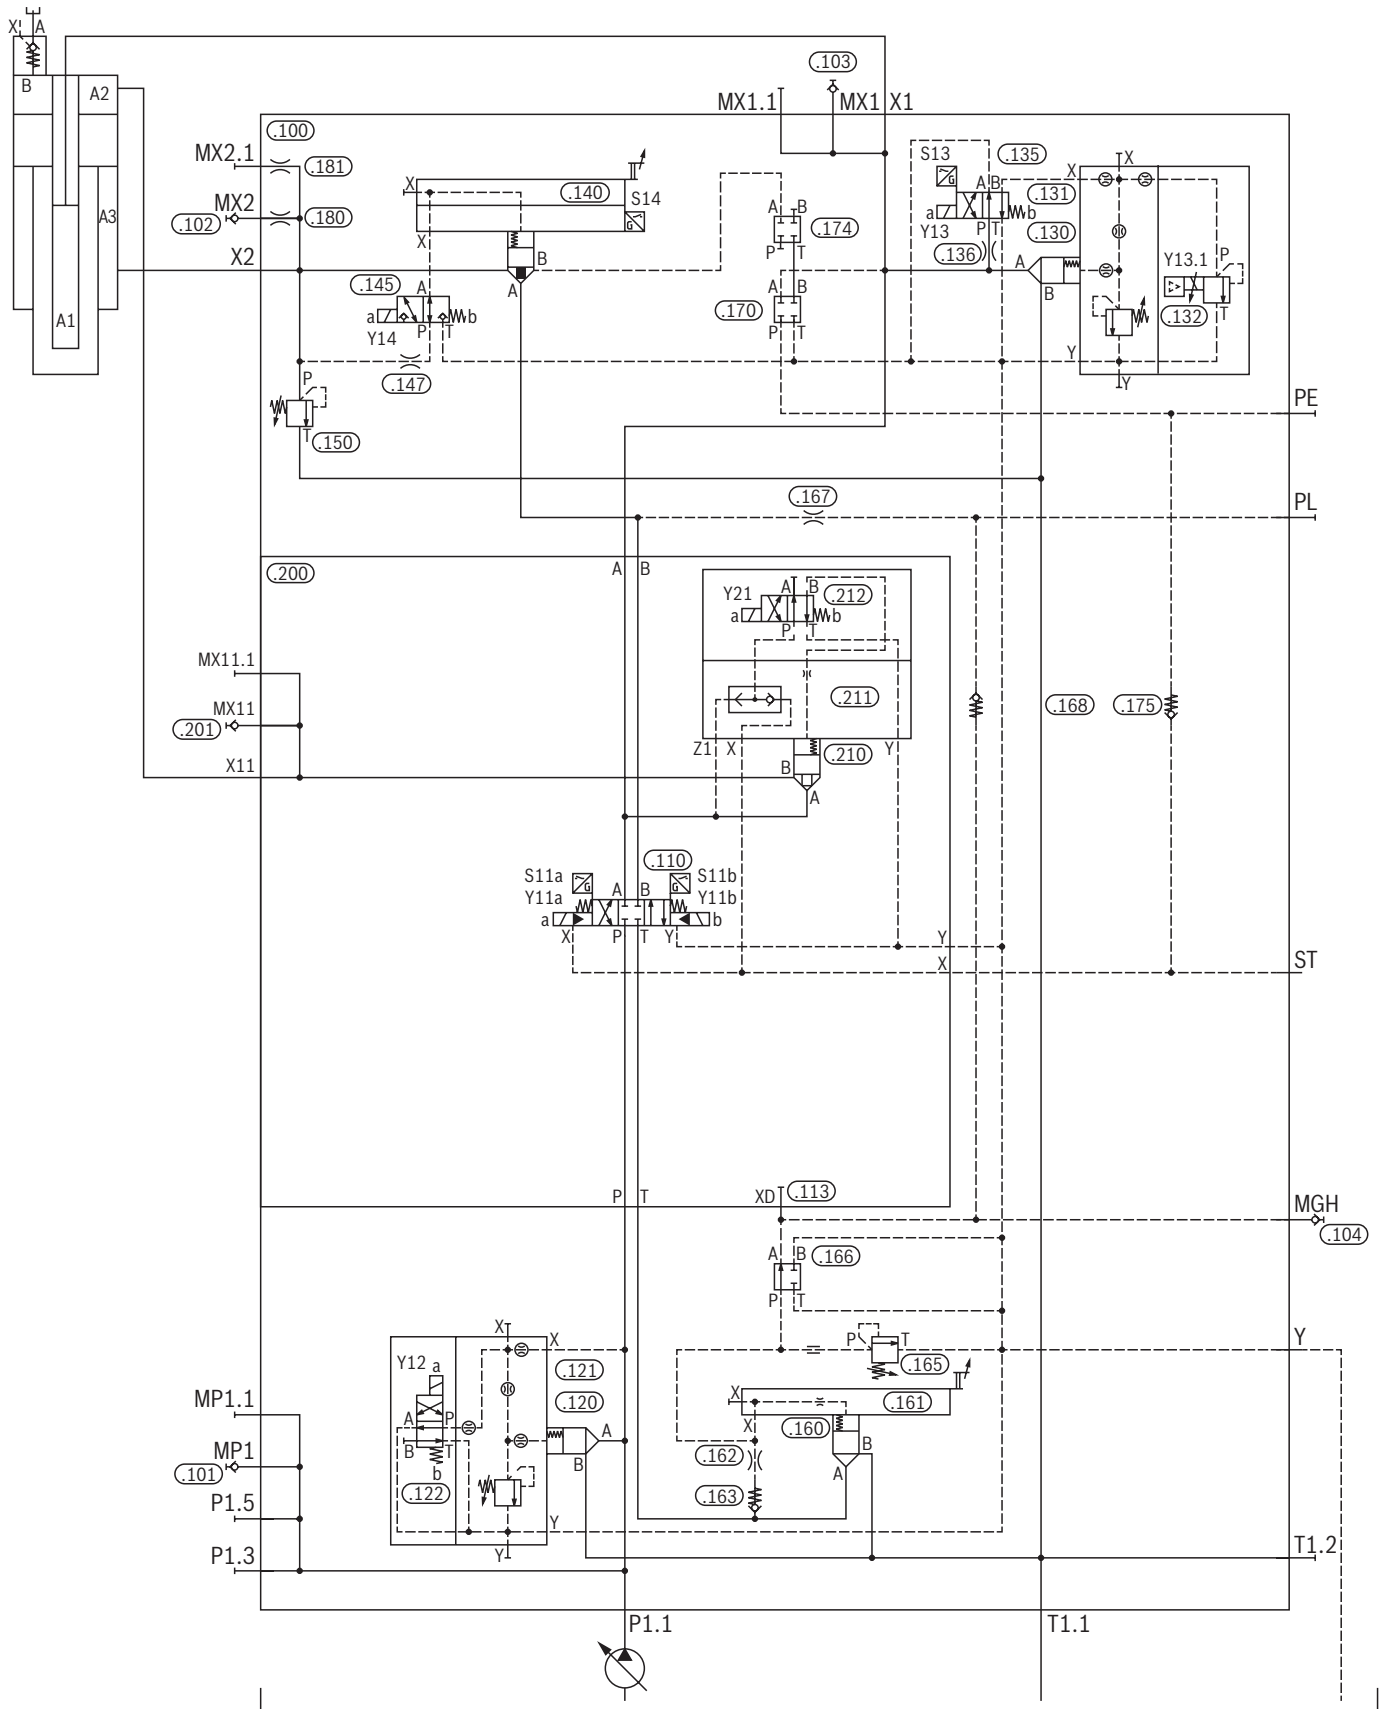 X A
B
A2
A3
A1
.103
MX1.1
MX1 X1
.100
MX2.1
.181
MX2
.102
.180
X2
X
.140
S14
G
X
B
A
.145
A
a
b
Y14
P T
.147
P
T
.150
A B
.174
P T
A B
.170
P T
S13
G
.135
A B
a
b
Y13
P T
.136
.131
.130
X
X
A
B
Y13.1
P
.132
T
Y
Y
PE
.167
PL
A B
.200
Y21
A B
.212
a
b
P T
.211
Z1 X
Y
.210
B
A
MX11.1
MX11
.201
X11
.168
.175
.110
S11a
G
S11b
G
Y11a
A B
Y11b
a
b
X
P T
Y
Y
X
ST
P T
XD
.113
MGH
.104
A B
.166
P T
Y
P
T
.165
X
X
.121
.120
Y12
a
A
P
B
T
b
.122
A
B
Y
Y
X
.161
X
.160
.162
B
A
.163
MP1.1
MP1
.101
P1.5
P1.3
T1.2
P1.1
T1.1